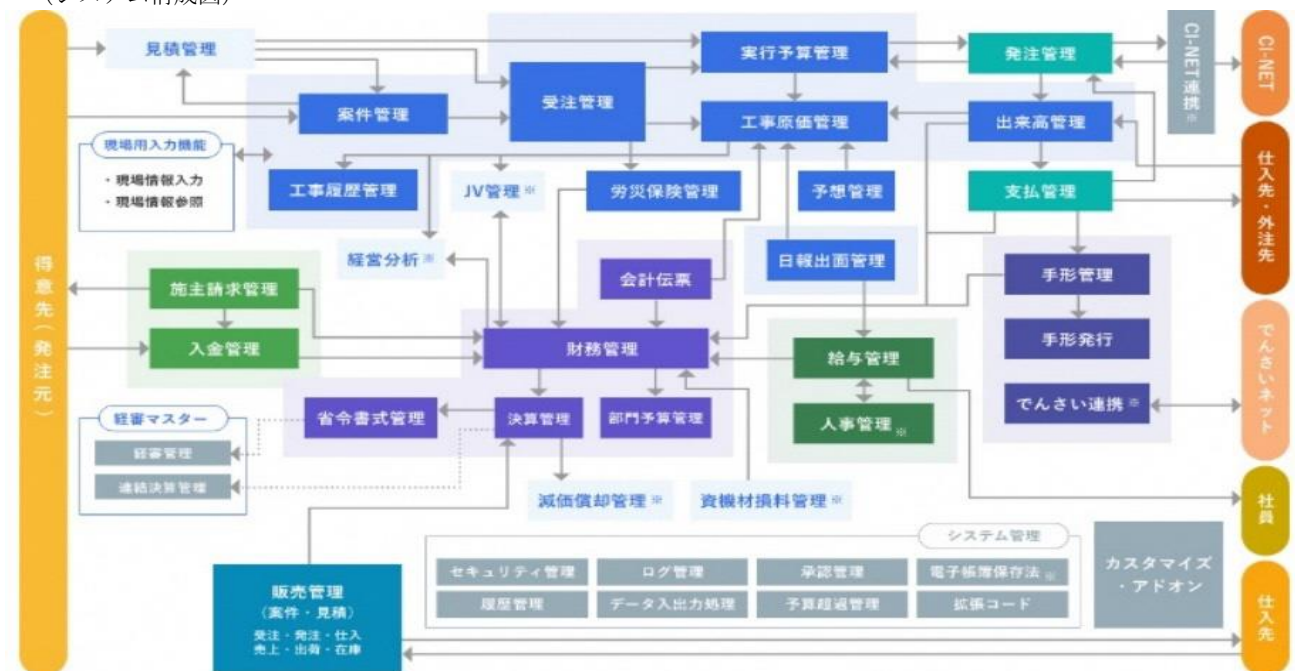 （システム構成図）
見積管理
実行予算管理
発注管理
CI-NET連携※
CI-NET
受注管理
案件管理
工事原価管理
出来高管理
現場用入力機能
・現場情報入力
・現場情報参照
工事履歴管理
JV管理※
労災保険管理
予想管理
支払管理
仕入先・外注先
経営分析※
会計伝票
日報出面管理
手形管理
得意先(発注元)
施主請求管理
入金管理
財務管理
給与管理
手形発行
でんさいネット
経審マスター
省令書式管理
決算管理
部門予算管理
人事管理※
でんさい連携※
経審管理
連結決算管理
減価償却管理※
資機材損料管理※
社員
システム管理
セキュリティ管理
ログ管理
承認管理
電子帳簿保存法※
履歴管理
データ入出力処理
予算超過管理
拡張コード
カスタマイズ
・アドオン
販売管理
（案件・見積）
受注・発注・仕入
売上・出荷・在庫
仕入先